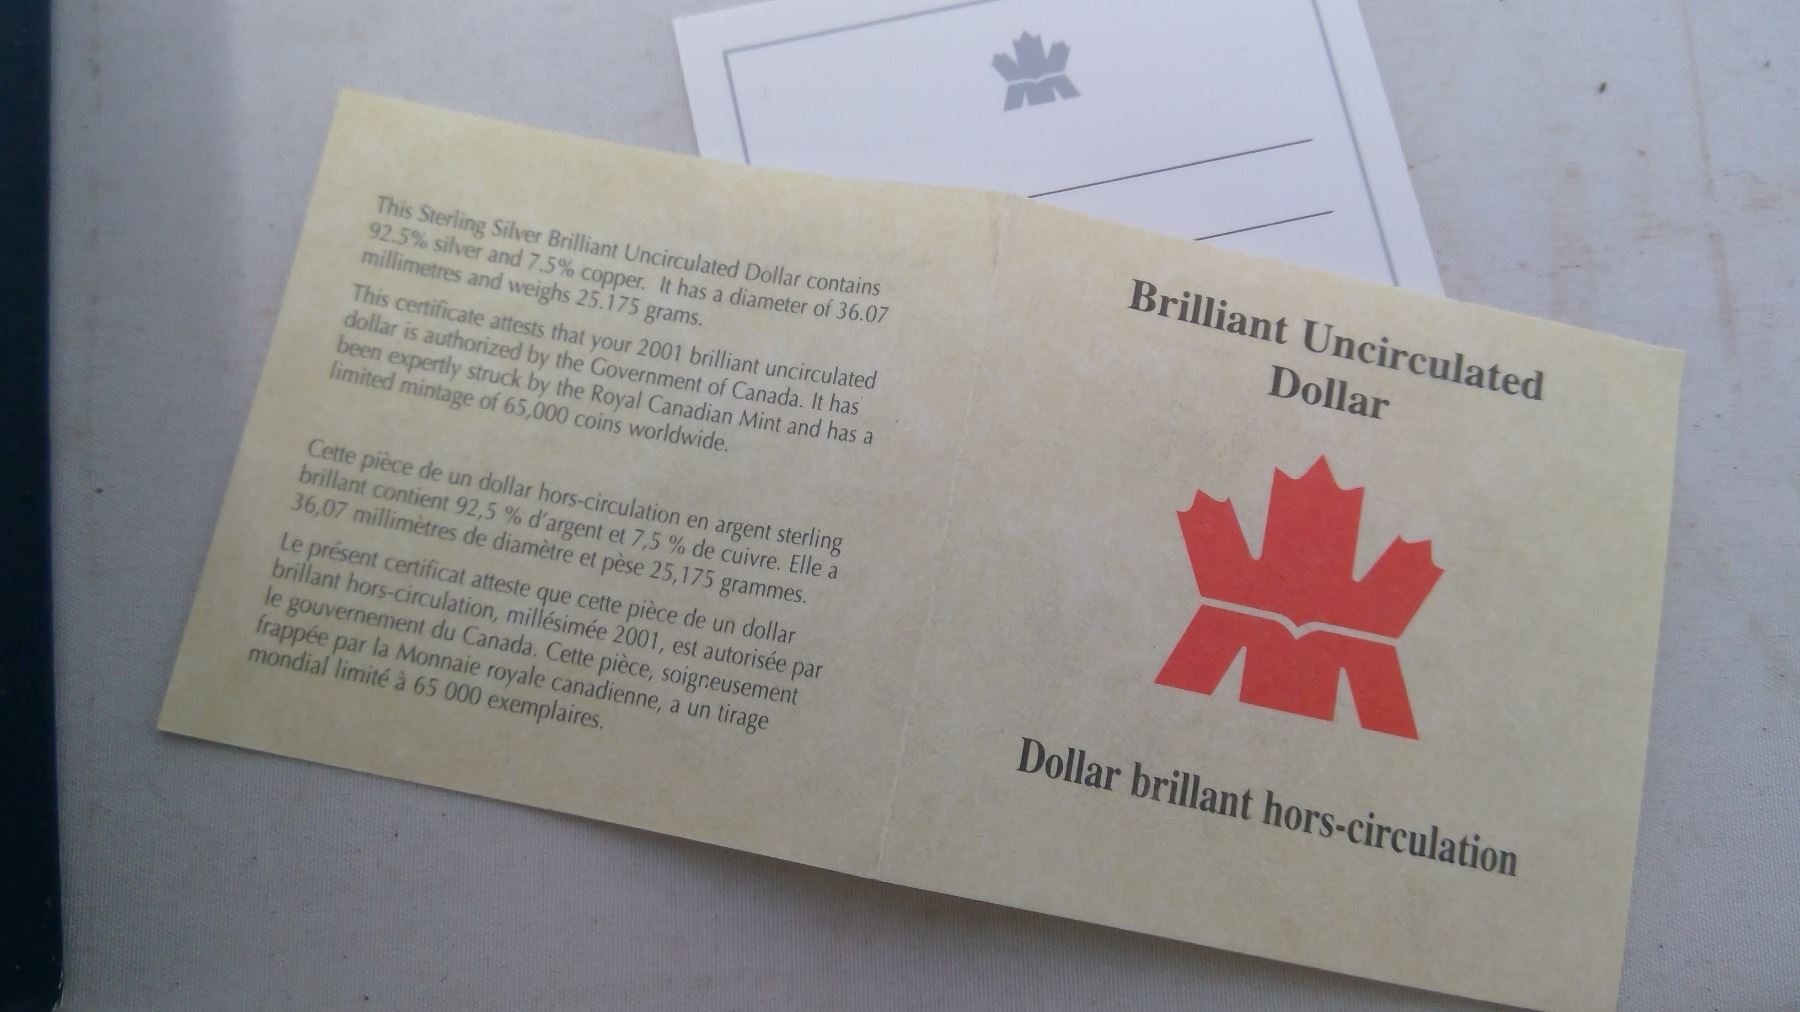 This Sterling Silver Brilliant Uncirculated Dollar contains
92.5% silver and 7.5% copper. It has a diameter of 36.07
millimetres and weighs 25.175 grams.
This certificate attests that your 2001 brilliant uncirculated
dollar is authorized by the Government of Canada. It has
been expertly struck by the Royal Canadian Mint and has a
limited mintage of 65,000 coins worldwide.
Cette pièce de un dollar hors-circulation en argent sterling
brillant contient 92,5 % d'argent et 7,5 % de cuivre. Elle a
36,07 millimètres de diamètre et pèse 25,175 grammes.
Le présent certificat atteste que cette pièce de un dollar
brillant hors-circulation, millésimée 2001, est autorisée par
le gouvernement du Canada. Cette pièce, soigneusement
frappée par la Monnaie royale canadienne, a un tirage
mondial limité à 65 000 exemplaires.
Brilliant Uncirculated
Dollar
Dollar brillant hors-circulation